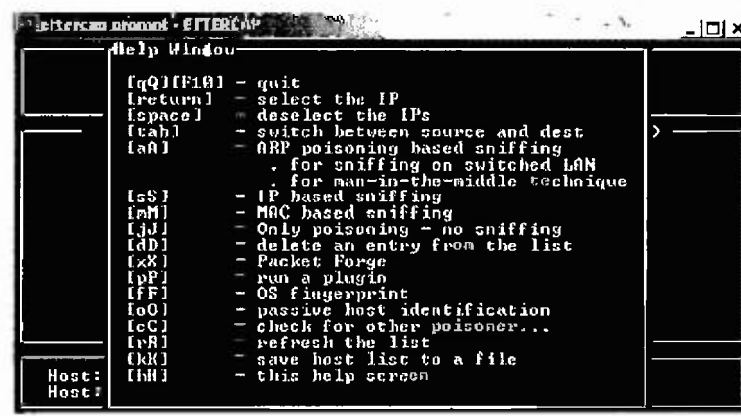 ettercap prompt - ETTERCAP
Help Window
[qQ][F10] - quit
[return] - select the IP
[space] - deselect the IPs
[tab] - switch between source and dest
[aA] - ARP poisoning based sniffing
. for sniffing on switched LAN
. for man-in-the-middle technique
[sS] - IP based sniffing
[mM] - MAC based sniffing
[jJ] - Only poisoning - no sniffing
[dD] - delete an entry from the list
[xX] - Packet Forge
[pP] - run a plugin
[fF] - OS fingerprint
[oO] - passive host identification
[cC] - check for other poisoner...
[rR] - refresh the list
[kK] - save host list to a file
[hH] - this help screen
Host:
Host: